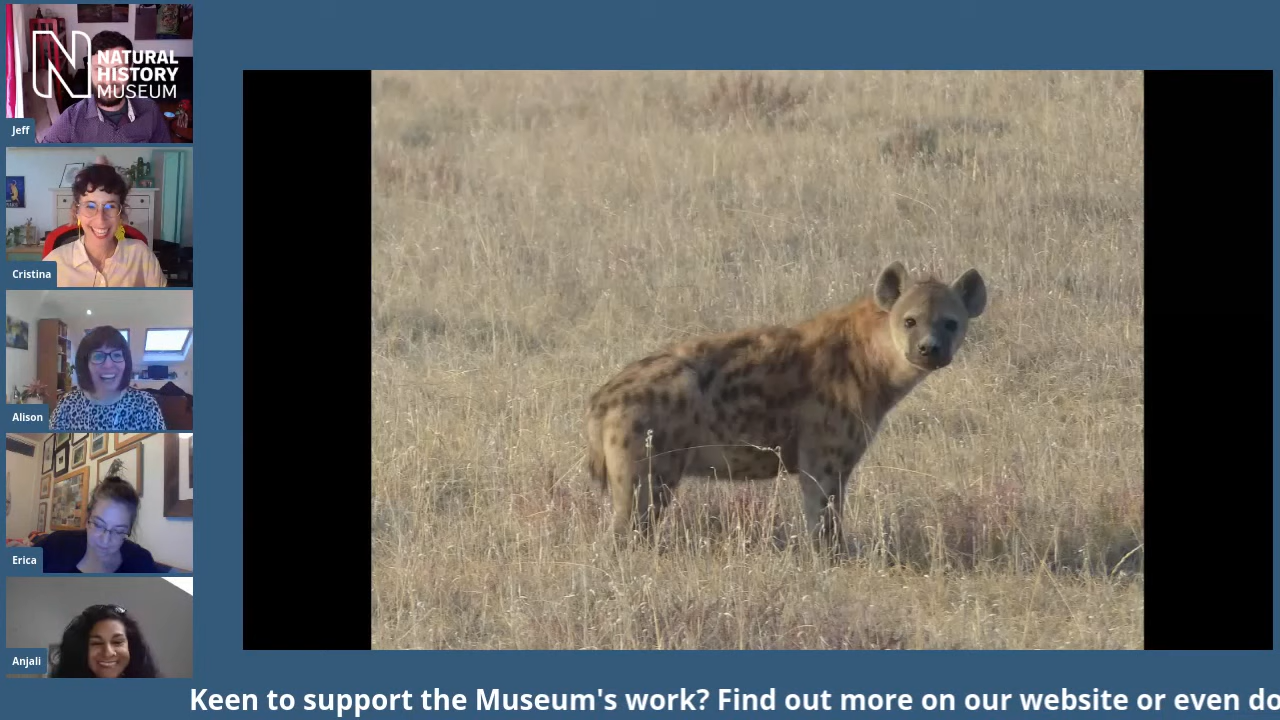 NATURAL
HISTORY
MUSEUM
Jeff
Cristina
Alison
Erica
Anjali
Keen to support the Museum's work? Find out more on our website or even do